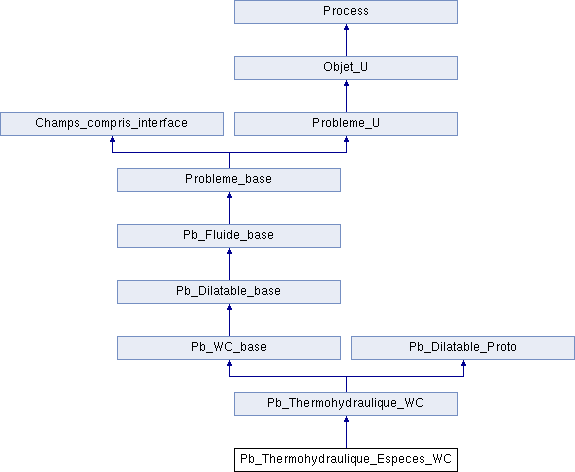 Process
Objet_U
Champs_compris_interface
Probleme_U
Probleme_base
Pb_Fluide_base
Pb_Dilatable_base
Pb_WC_base
Pb_Dilatable_Proto
Pb_Thermohydraulique_WC
Pb_Thermohydraulique_Especes_WC